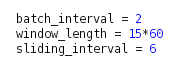 batch_interval = 2
window_length = 15*60
sliding_interval = 6